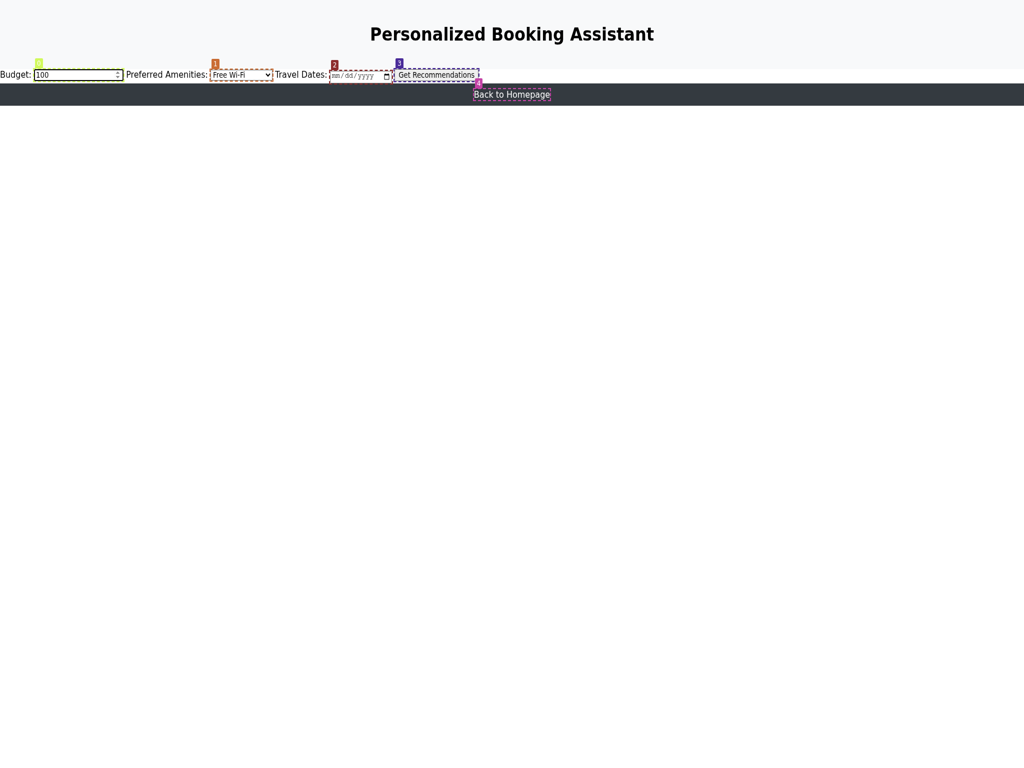 Personalized Booking Assistant
0 1 2 3
Budget: 100 Preferred Amenities: Free Wi-Fi Travel Dates: mm/dd/yyyy Get Recommendations
4
Back to Homepage